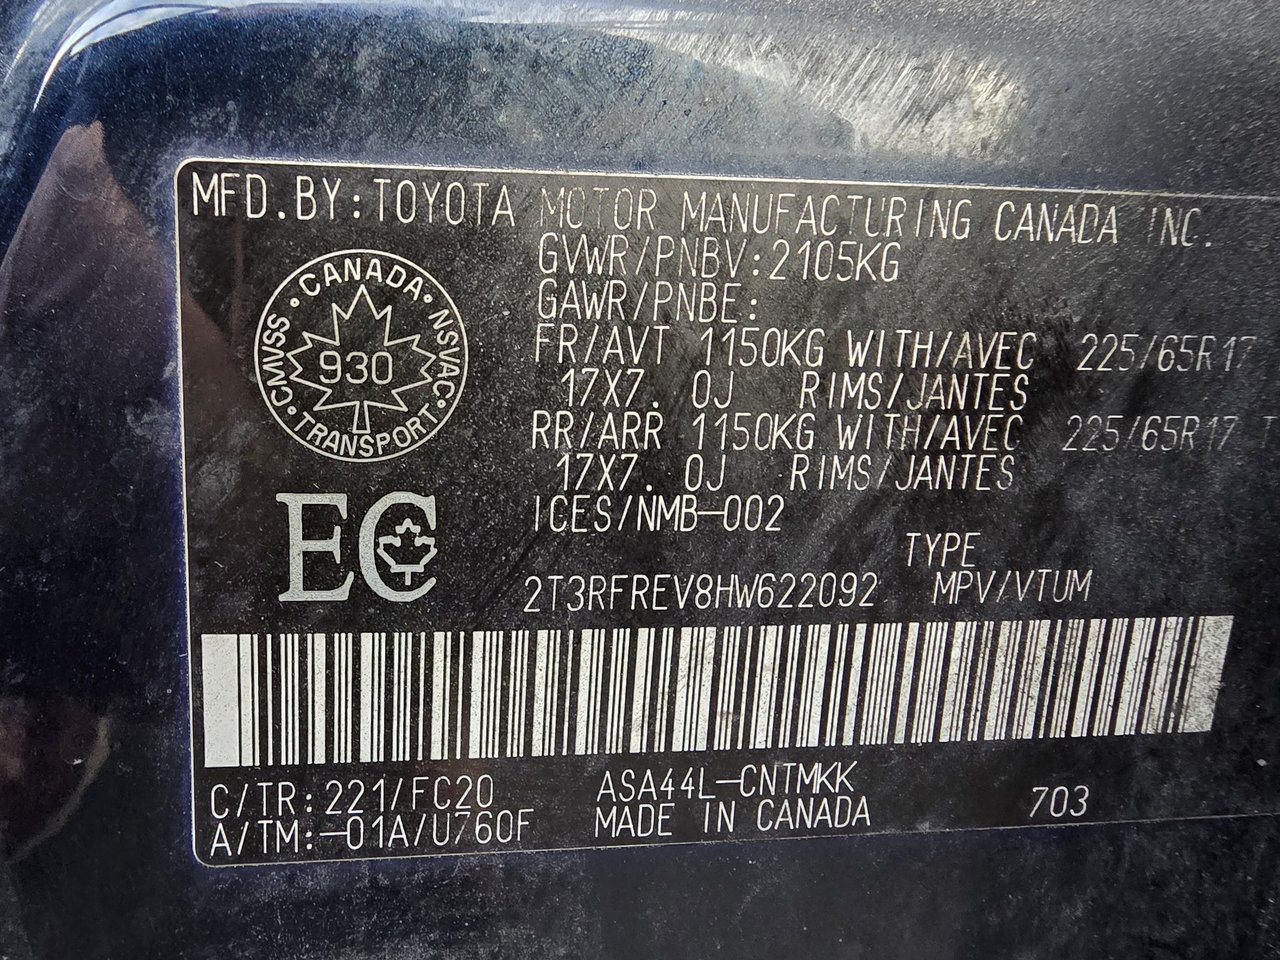 MFD.BY:TOYOTA MOTOR MANUFACTURING CANADA INC.
GVWR/PNBV:2105KG
GAWR/PNBE:
FR/AVT 1150KG WITH/AVEC 225/65R17
17X7.0J RIMS/JANTES
RR/ARR 1150KG WITH/AVEC 225/65R17 T
17X7.0J RIMS/JANTES
ICES/NMB-002
CANADA · NSVAC · TRANSPORT · CMVSS
930
EC
TYPE
2T3RFREV8HW622092 MPV/VTUM
C/TR:221/FC20 ASA44L-CNTMKK 703
A/TM:-01A/U760F MADE IN CANADA